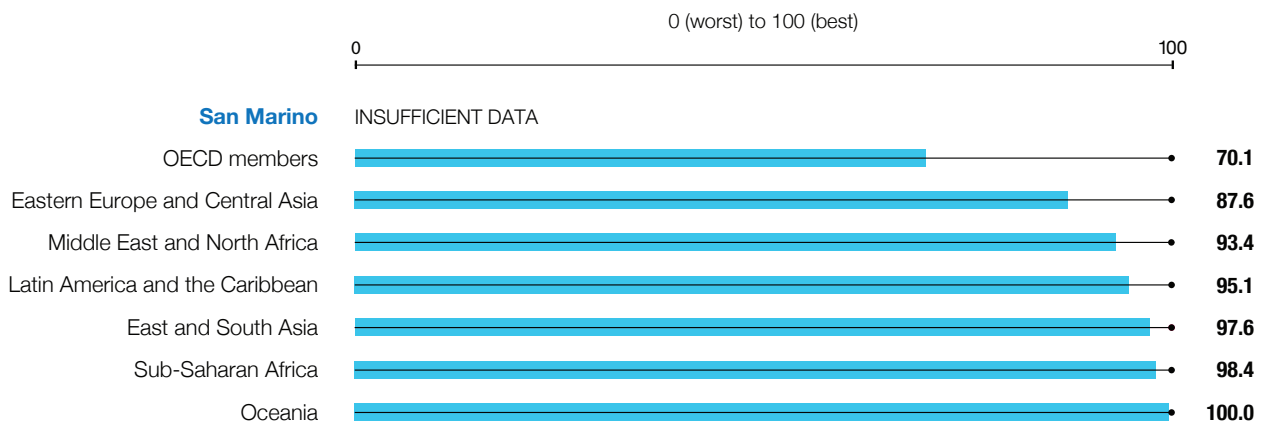 0 (worst) to 100 (best)
0 100
San Marino INSUFFICIENT DATA
OECD members 70.1
Eastern Europe and Central Asia 87.6
Middle East and North Africa 93.4
Latin America and the Caribbean 95.1
East and South Asia 97.6
Sub-Saharan Africa 98.4
Oceania 100.0